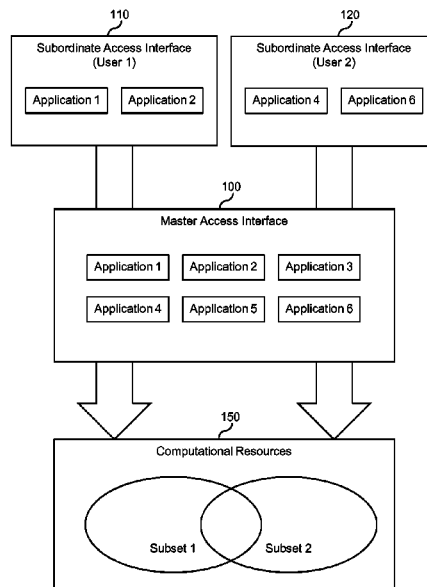 110
120
Subordinate Access Interface
(User 1)
Application 1
Application 2
Subordinate Access Interface
(User 2)
Application 4
Application 6
100
Master Access Interface
Application 1
Application 2
Application 3
Application 4
Application 5
Application 6
150
Computational Resources
Subset 1
Subset 2